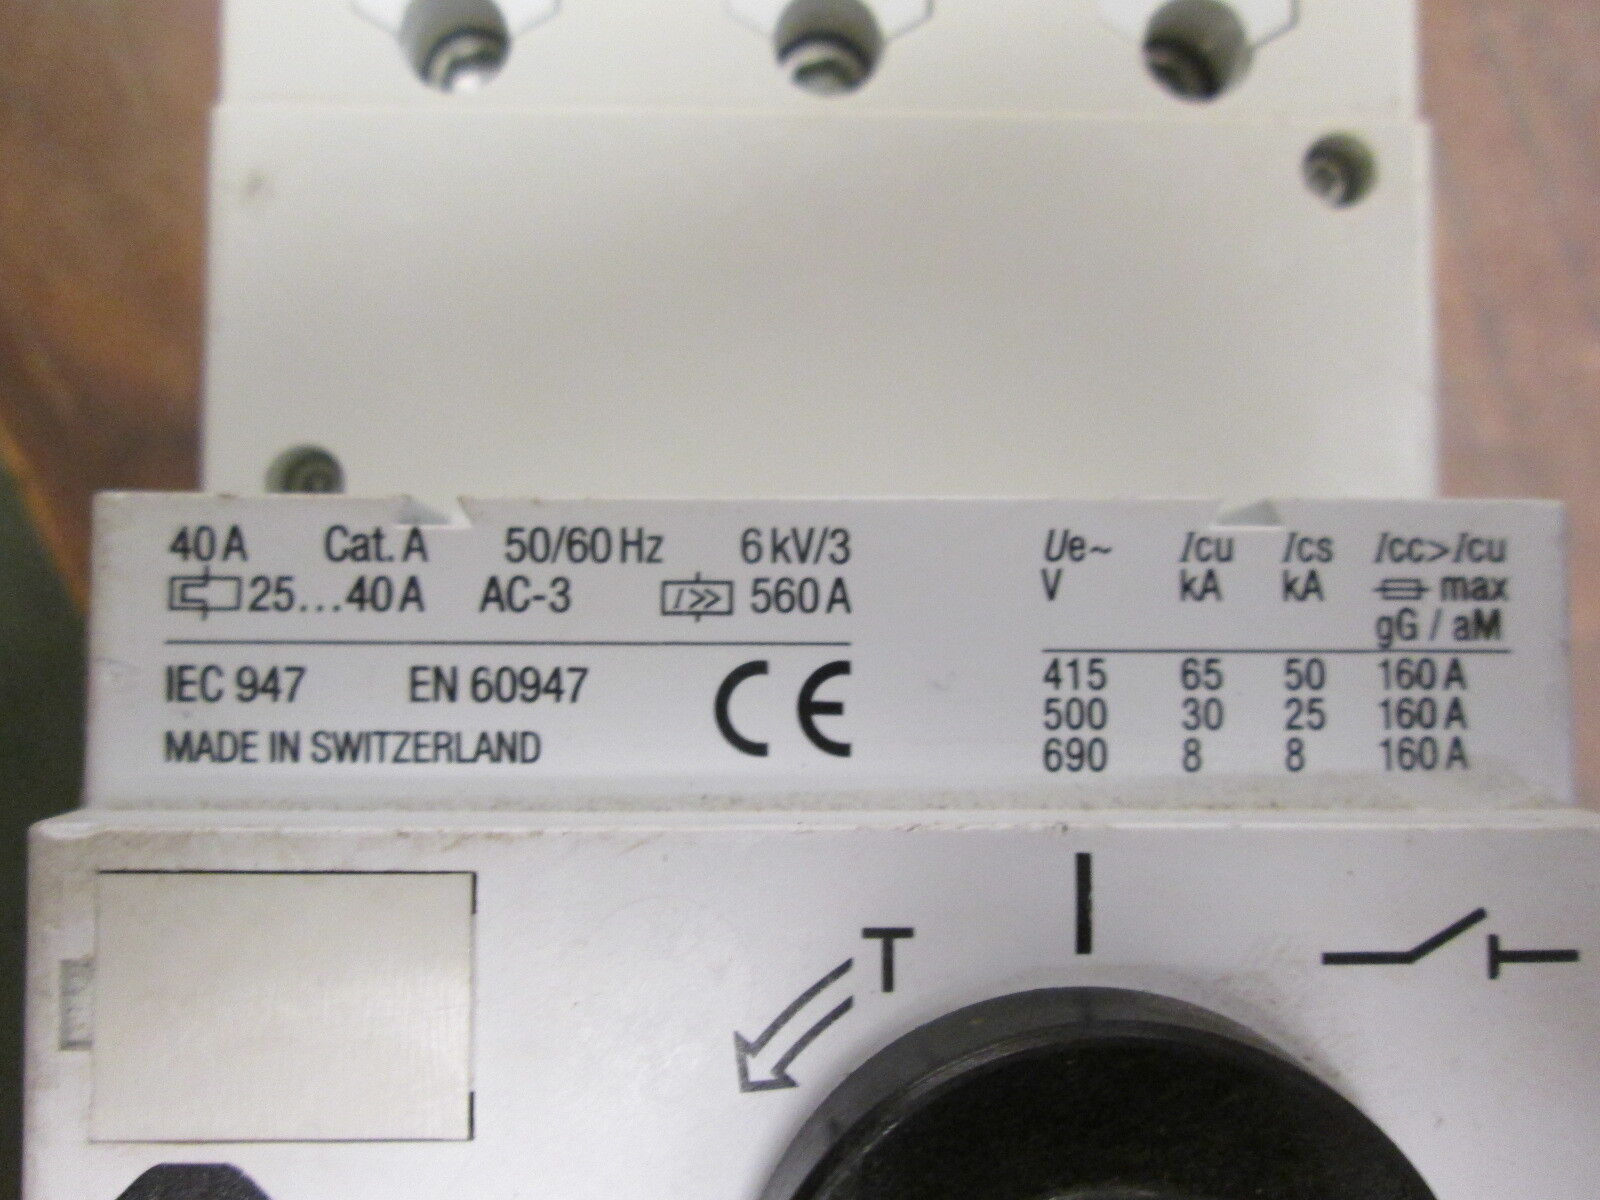 40 A Cat. A 50/60 Hz 6 kV/3
25...40 A AC-3 I>> 560 A
IEC 947 EN 60947 CE
MADE IN SWITZERLAND
Ue~ Icu Ics Icc>Icu
V kA kA max
gG / aM
415 65 50 160 A
500 30 25 160 A
690 8 8 160 A
T I